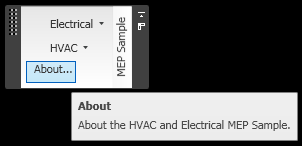 Electrical
HVAC
About...
MEP Sample
About
About the HVAC and Electrical MEP Sample.